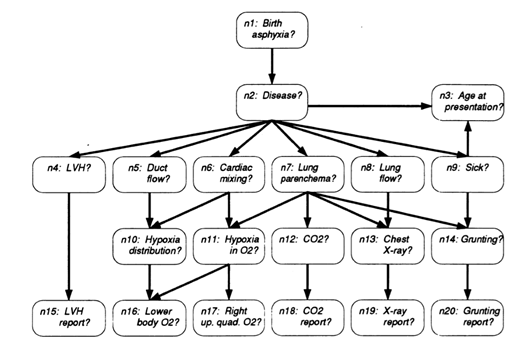 n1: Birth
asphyxia?
n2: Disease?
n3: Age at
presentation?
n4: LVH?
n5: Duct
flow?
n6: Cardiac
mixing?
n7: Lung
parenchema?
n8: Lung
flow?
n9: Sick?
n10: Hypoxia
distribution?
n11: Hypoxia
in O2?
n12: CO2?
n13: Chest
X-ray?
n14: Grunting?
n15: LVH
report?
n16: Lower
body O2?
n17: Right
up. quad. O2?
n18: CO2
report?
n19: X-ray
report?
n20: Grunting
report?